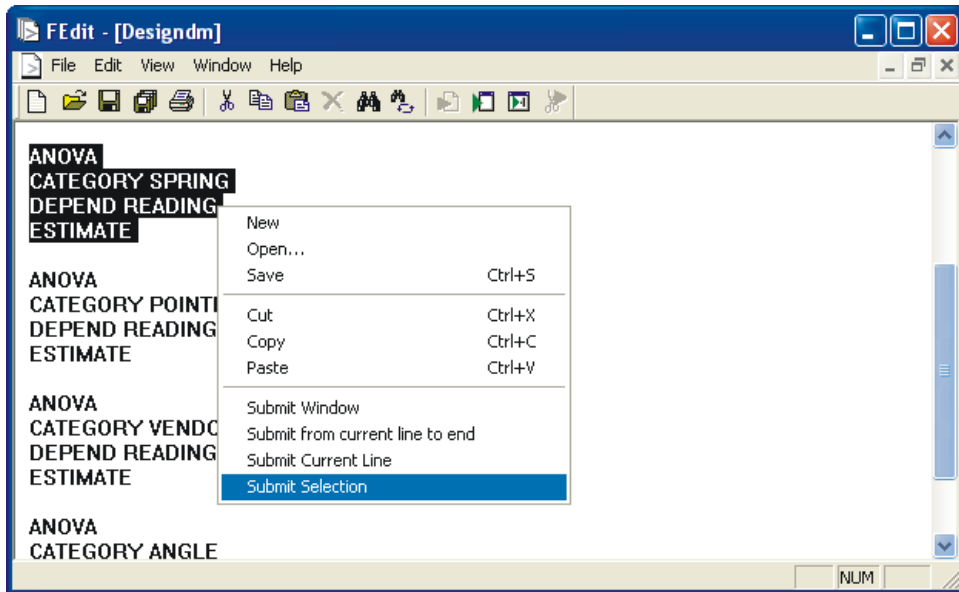 FEdit - [Designdm]
File Edit View Window Help
ANOVA
CATEGORY SPRING
DEPEND READING
ESTIMATE
ANOVA
CATEGORY
DEPEND READING
ESTIMATE
ANOVA
CATEGORY
DEPEND READING
ESTIMATE
ANOVA
CATEGORY ANGLE
New
Open...
Save Ctrl+S
Cut Ctrl+X
Copy Ctrl+C
Paste Ctrl+V
Submit Window
Submit from current line to end
Submit Current Line
Submit Selection
NUM